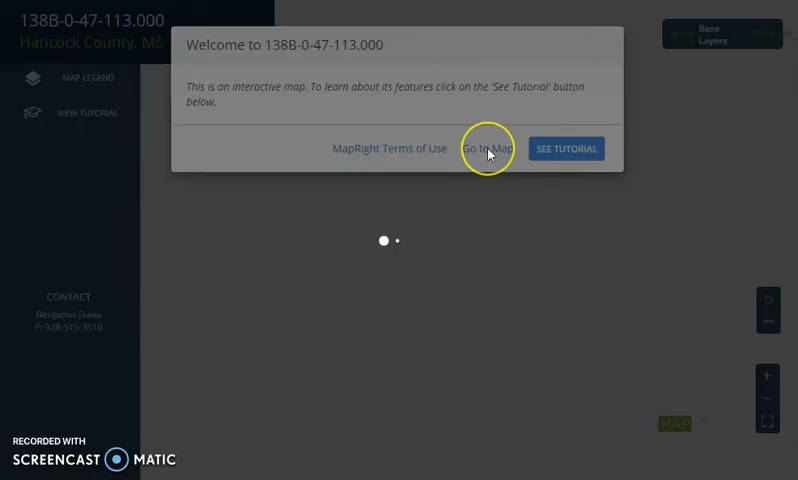 138B-0-47-113.000
Hancock County, MS
Welcome to 138B-0-47-113.000
Base
Layers
MAP LEGEND
VIEW TUTORIAL
This is an interactive map. To learn about its features click on the 'See Tutorial' button
below.
MapRight Terms of Use
Go to Map
SEE TUTORIAL
CONTACT
Benjamin Davis
P: 928-515-3510
MAP
RECORDED WITH
SCREENCAST MATIC